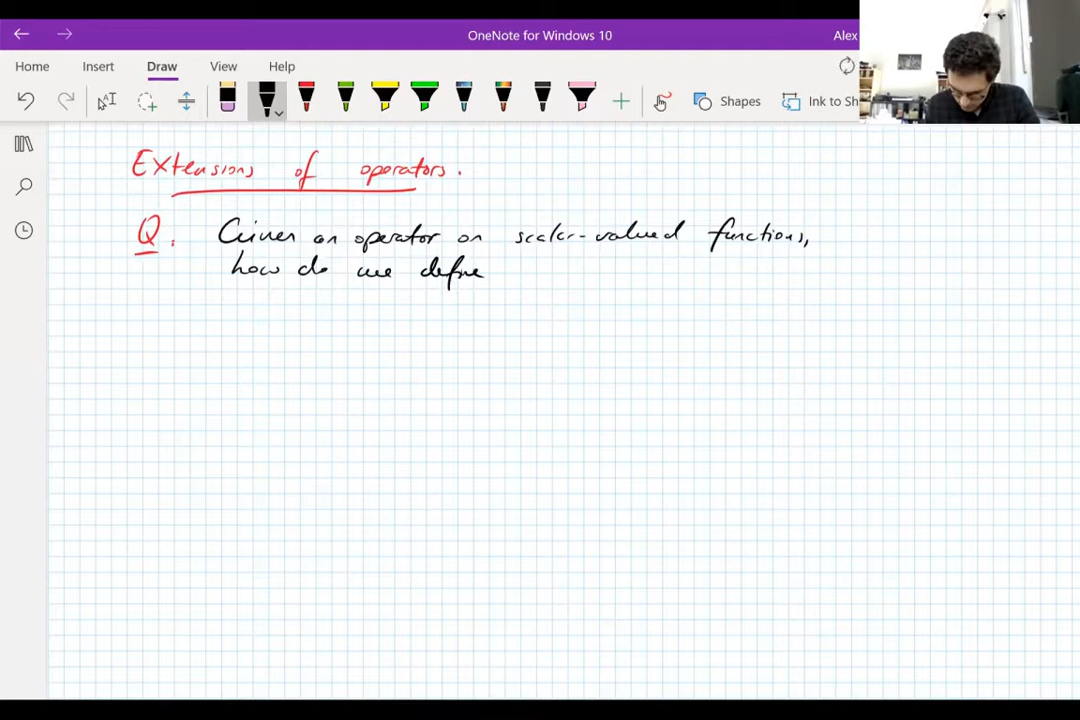 OneNote for Windows 10
Alex
Home Insert Draw View Help
Shapes Ink to Sh
Extensions of operators.
Q. Given an operator on scalar-valued functions,
how do we define